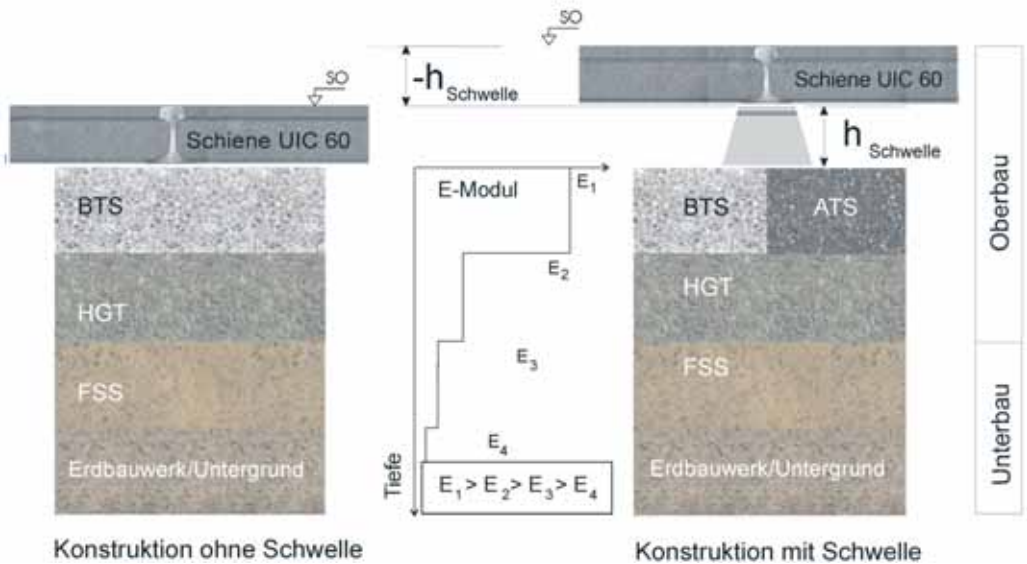 SO
-h Schwelle
Schiene UIC 60
BTS
HGT
FSS
Erdbauwerk/Untergrund
Konstruktion ohne Schwelle
E-Modul
E1
E2
E3
E4
Tiefe
E1 > E2 > E3 > E4
SO
Schiene UIC 60
h Schwelle
BTS
ATS
HGT
FSS
Erdbauwerk/Untergrund
Konstruktion mit Schwelle
Oberbau
Unterbau